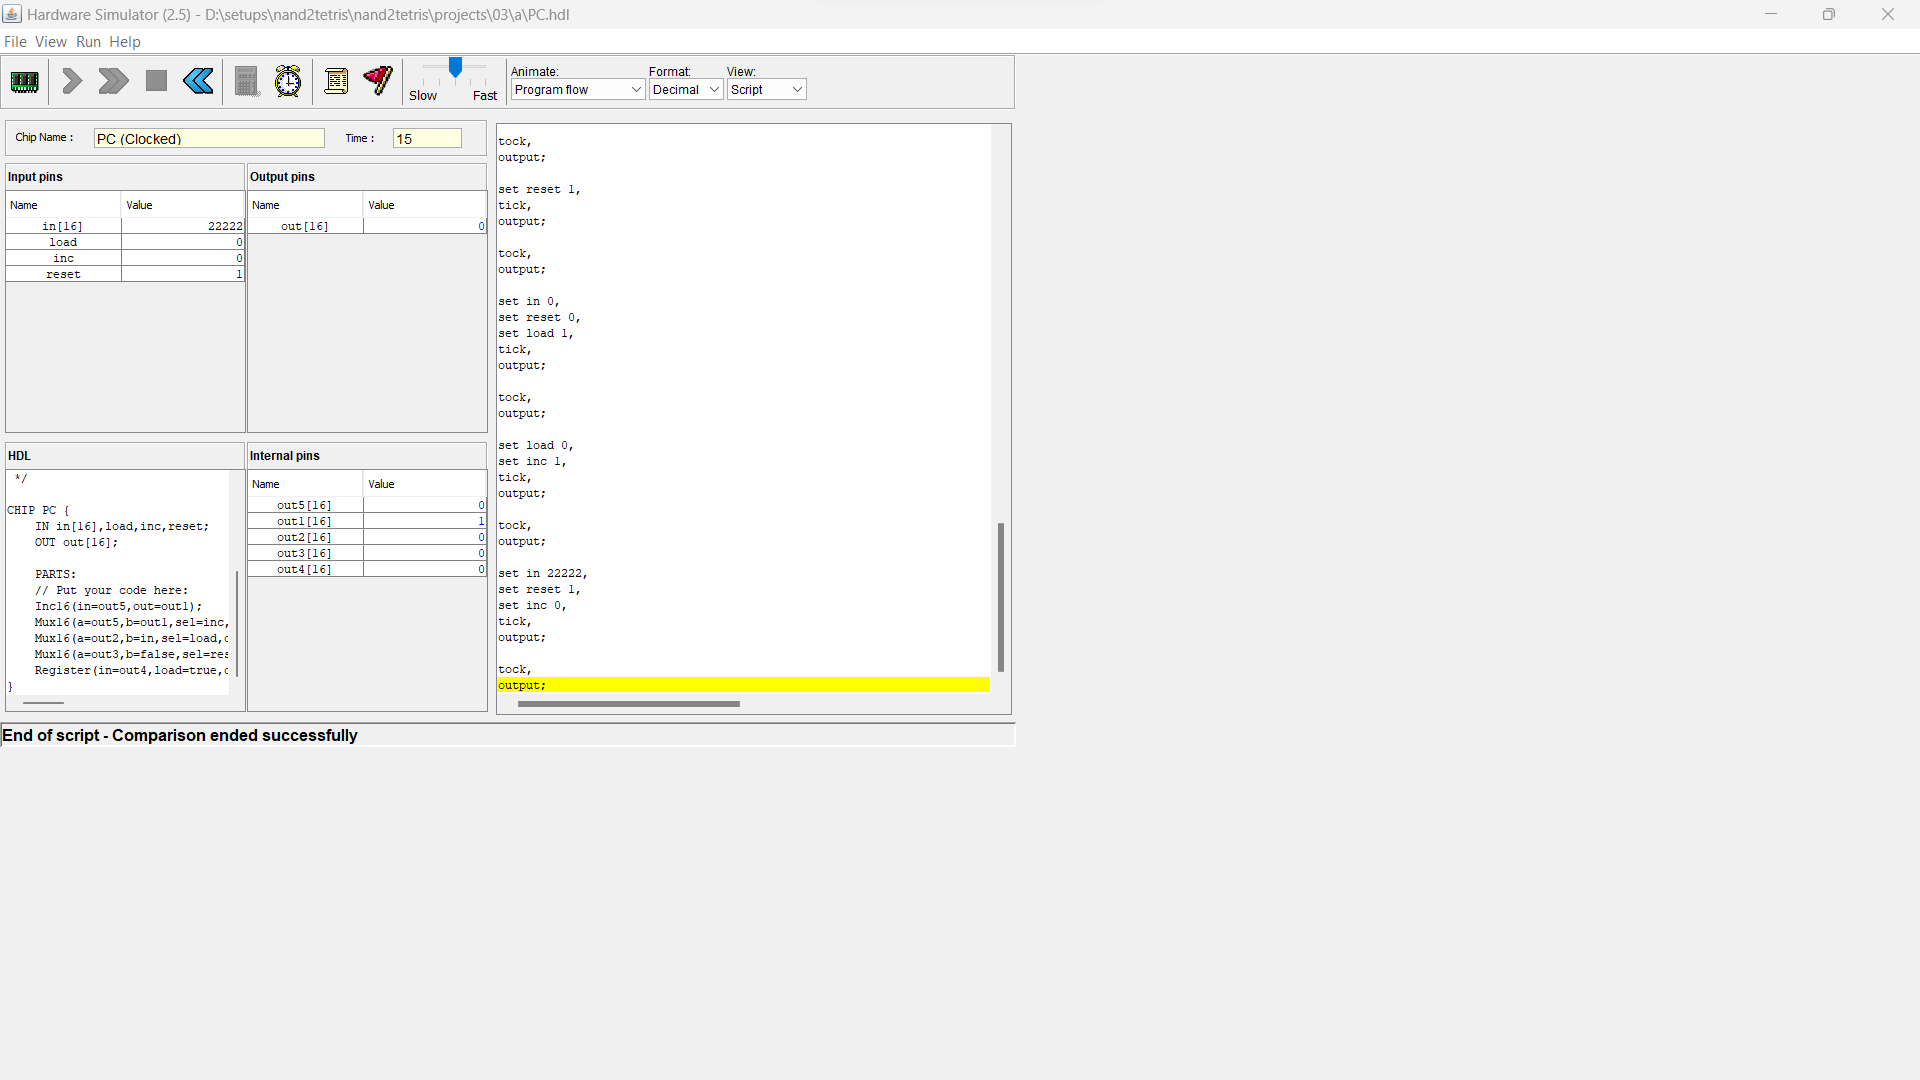 Hardware Simulator (2.5) - D:\setups\nand2tetris\nand2tetris\projects\03\a\PC.hdl
File View Run Help
Slow Fast
Animate: Format: View:
Program flow Decimal Script
Chip Name : PC (Clocked) Time : 15
Input pins
Name Value
in[16] 22222
load 0
inc 0
reset 1
Output pins
Name Value
out[16] 0
HDL
*/
CHIP PC {
IN in[16],load,inc,reset;
OUT out[16];
PARTS:
// Put your code here:
Inc16(in=out5,out=out1);
Mux16(a=out5,b=out1,sel=inc,
Mux16(a=out2,b=in,sel=load,
Mux16(a=out3,b=false,sel=res
Register(in=out4,load=true,
}
Internal pins
Name Value
out5[16] 0
out1[16] 1
out2[16] 0
out3[16] 0
out4[16] 0
tock,
output;
set reset 1,
tick,
output;
tock,
output;
set in 0,
set reset 0,
set load 1,
tick,
output;
tock,
output;
set load 0,
set inc 1,
tick,
output;
tock,
output;
set in 22222,
set reset 1,
set inc 0,
tick,
output;
tock,
output;
End of script - Comparison ended successfully